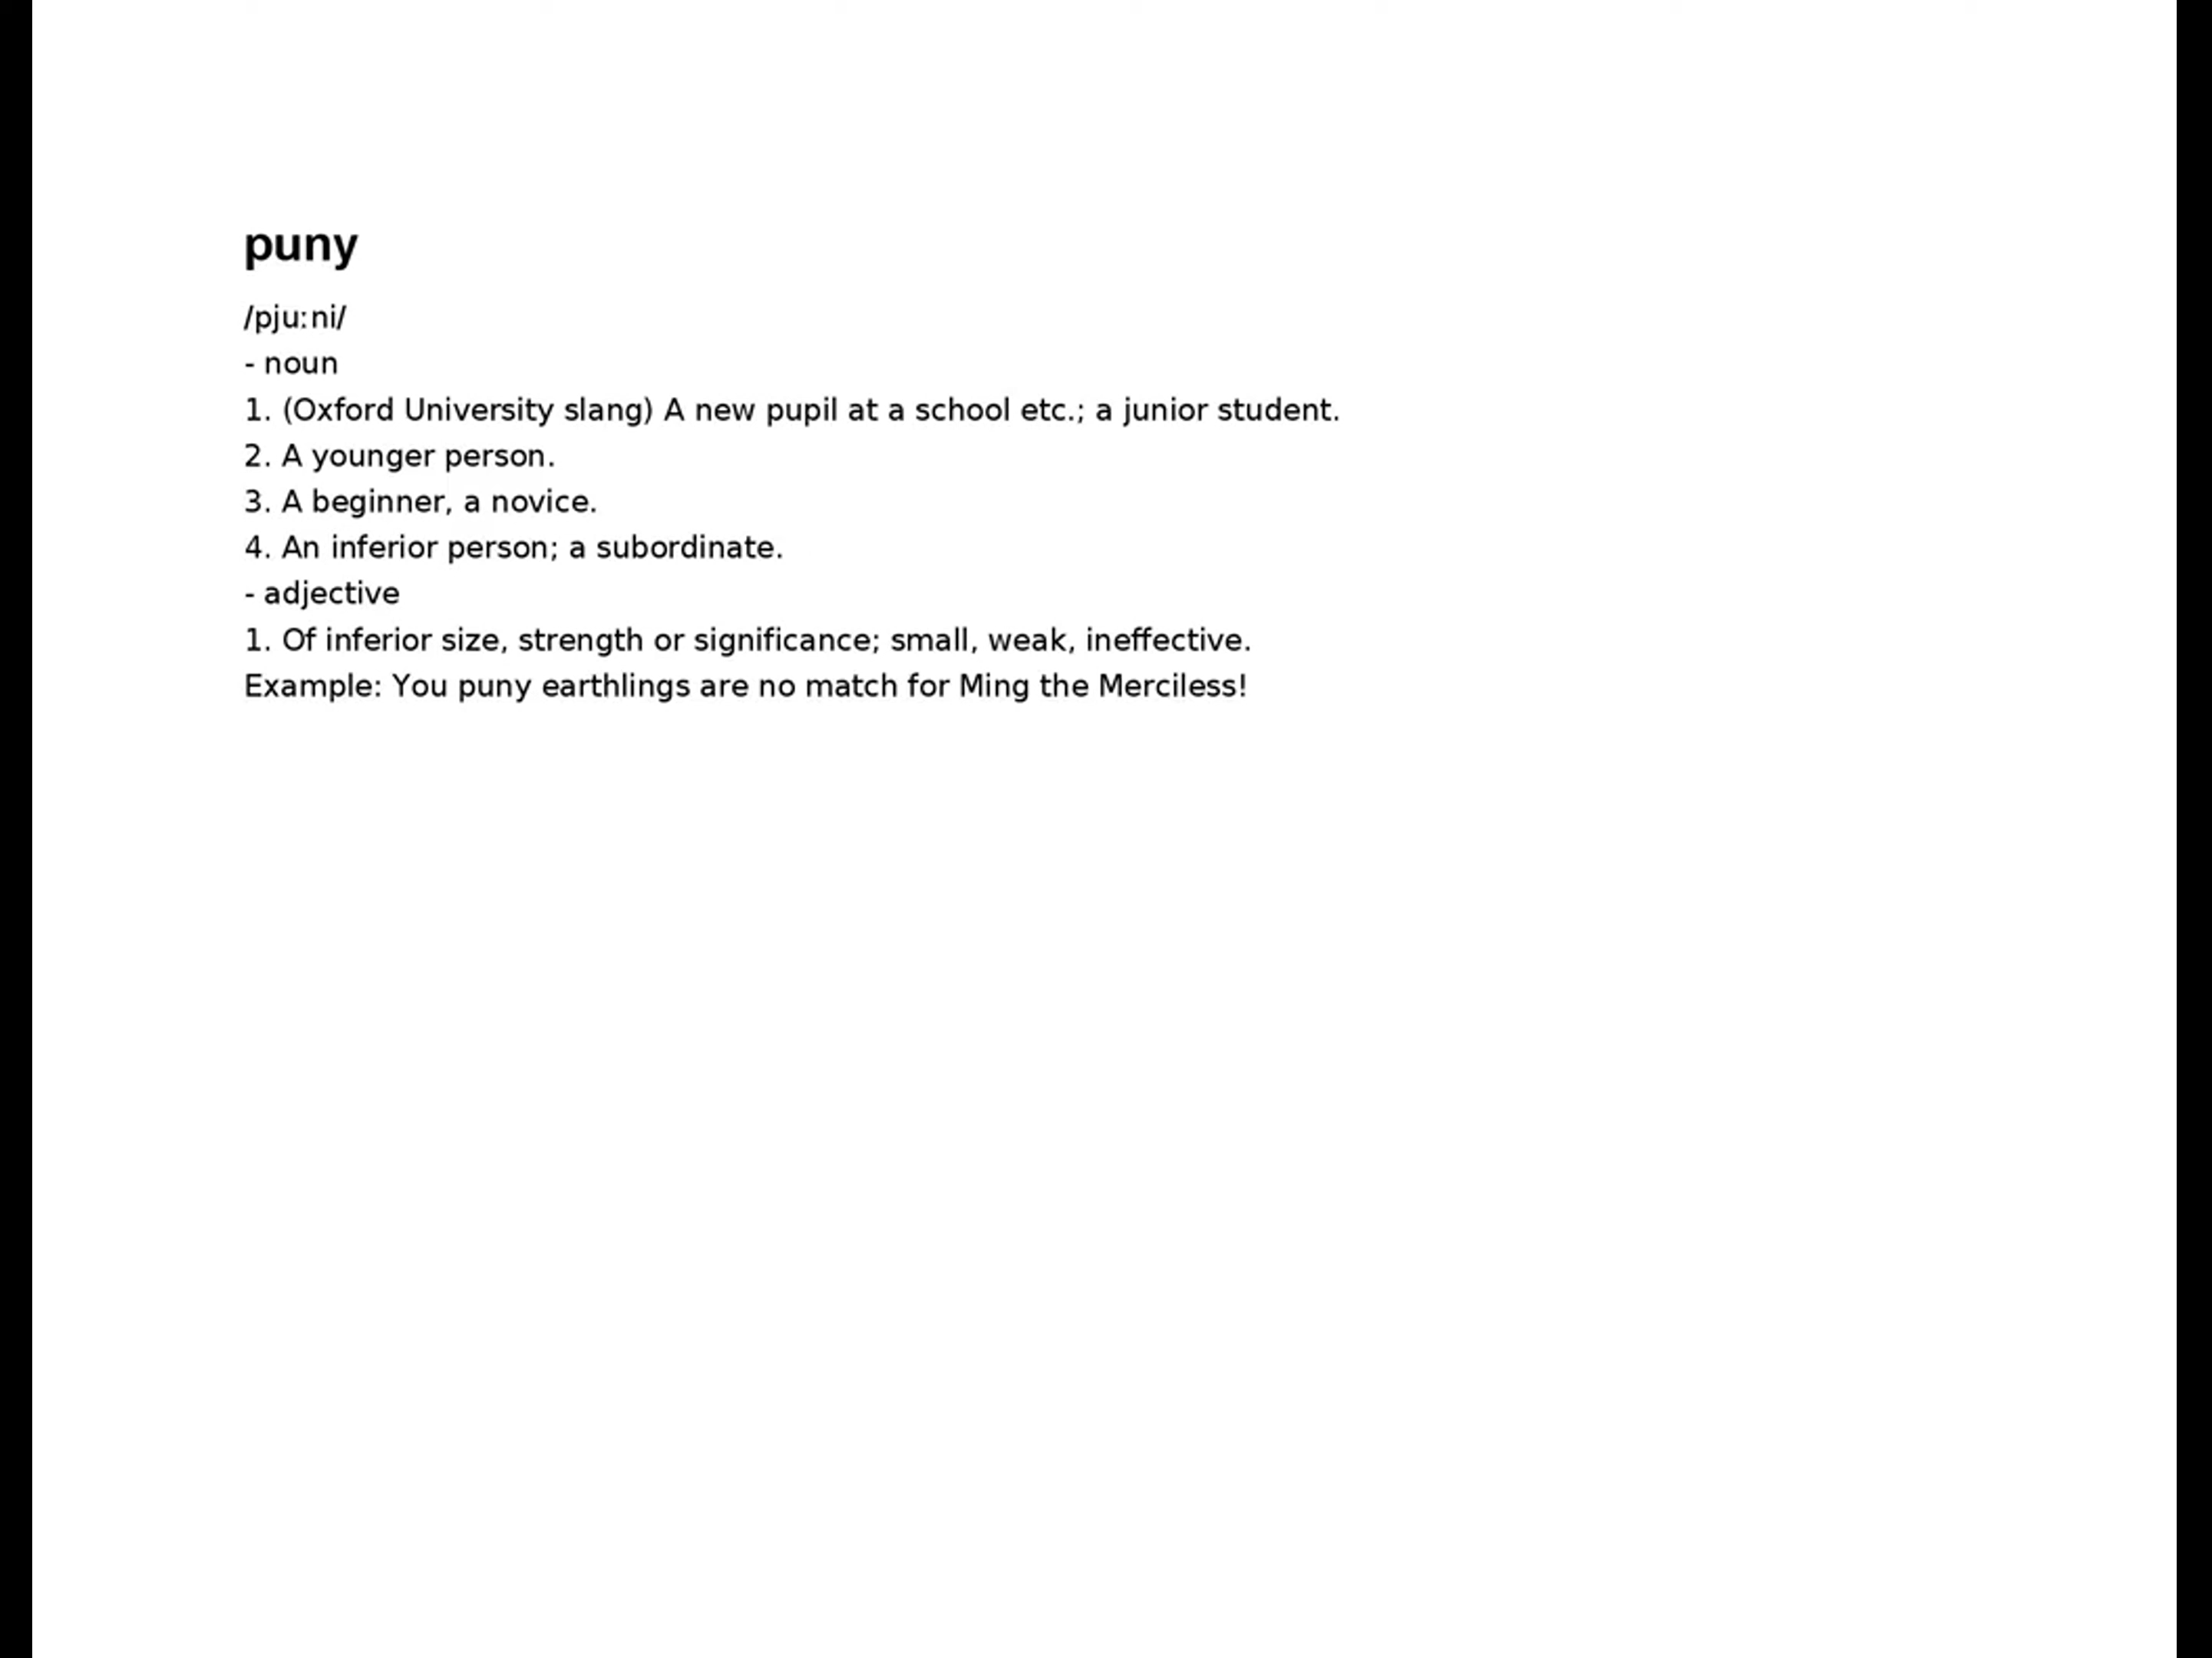 puny
/pjuːni/
- noun
1. (Oxford University slang) A new pupil at a school etc.; a junior student.
2. A younger person.
3. A beginner, a novice.
4. An inferior person; a subordinate.
- adjective
1. Of inferior size, strength or significance; small, weak, ineffective.
Example: You puny earthlings are no match for Ming the Merciless!